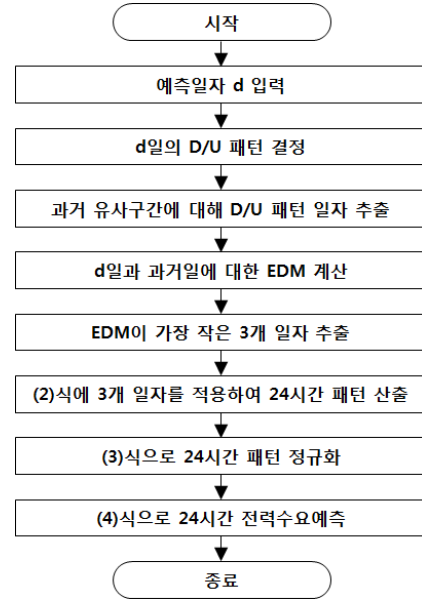 시작
예측일자 d 입력
d일의 D/U 패턴 결정
과거 유사구간에 대해 D/U 패턴 일자 추출
d일과 과거일에 대한 EDM 계산
EDM이 가장 작은 3개 일자 추출
(2)식에 3개 일자를 적용하여 24시간 패턴 산출
(3)식으로 24시간 패턴 정규화
(4)식으로 24시간 전력수요예측
종료